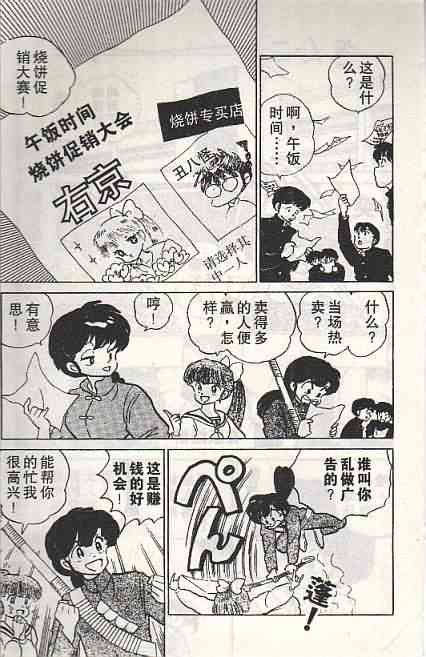 这是什
么？
啊，午饭
时间……
烧饼促
销大赛！
午饭时间
烧饼促销大会
烧饼专买店
右京
丑八怪
请选择其
中一人
什么？
当场热
卖？
卖得多
的人便
赢，怎
样？
哼！
有意
思！
谁叫你
乱做广
告的？
ぺん
蓬！
这是赚
钱的好
机会！
能帮你
的忙我
很高兴！